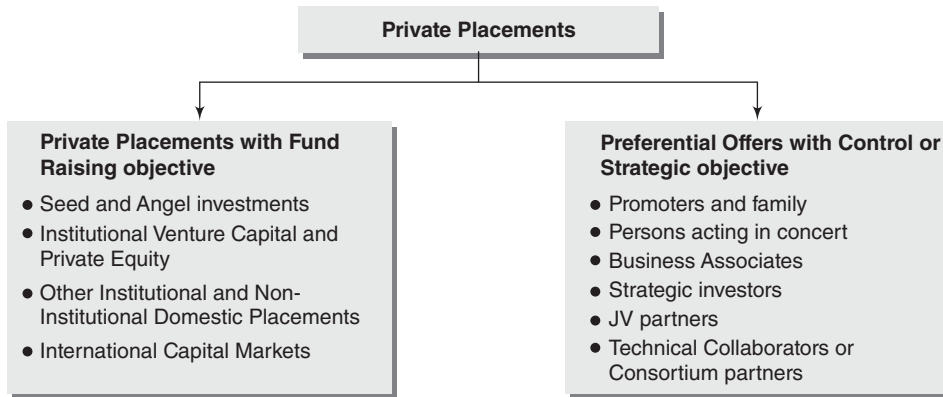 Private Placements
Private Placements with Fund
Raising objective
● Seed and Angel investments
● Institutional Venture Capital and
Private Equity
● Other Institutional and Non-
Institutional Domestic Placements
● International Capital Markets
Preferential Offers with Control or
Strategic objective
● Promoters and family
● Persons acting in concert
● Business Associates
● Strategic investors
● JV partners
● Technical Collaborators or
Consortium partners